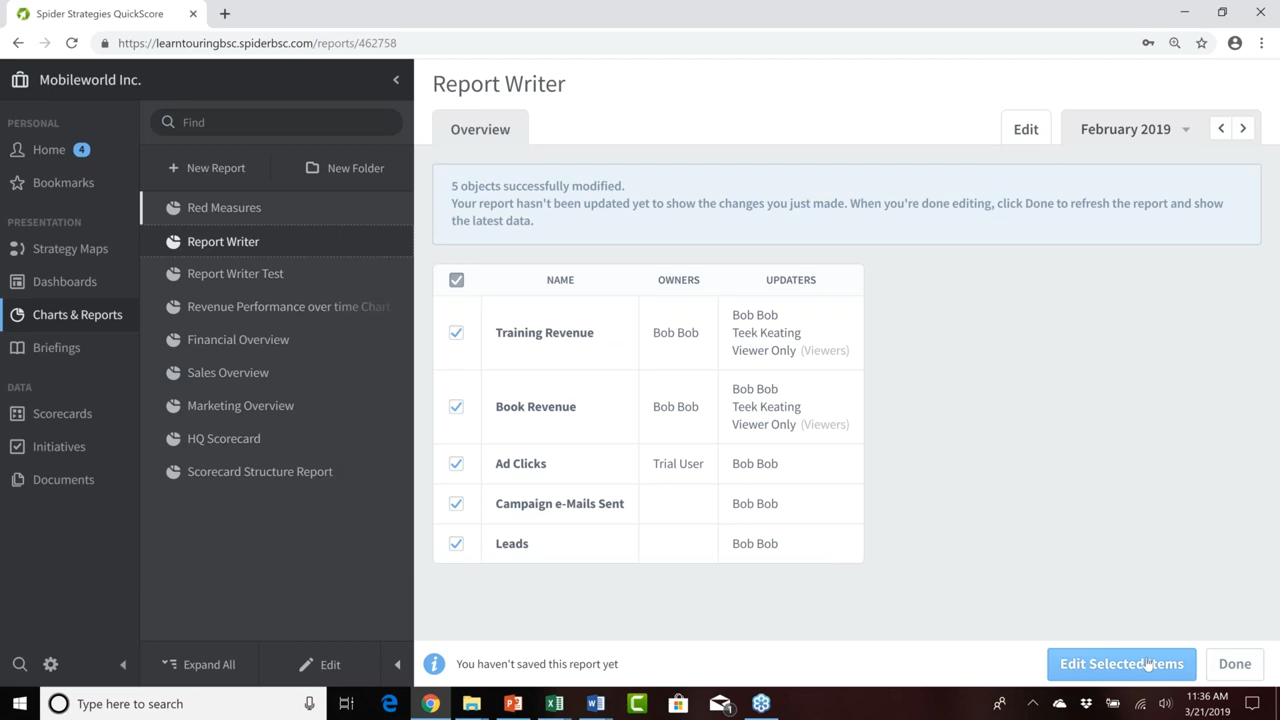 Spider Strategies QuickScore
https://learntouringbsc.spiderbsc.com/reports/462758
Mobileworld Inc.
PERSONAL
Home 4
Bookmarks
PRESENTATION
Strategy Maps
Dashboards
Charts & Reports
Briefings
DATA
Scorecards
Initiatives
Documents
Find
New Report New Folder
Red Measures
Report Writer
Report Writer Test
Revenue Performance over time Chart
Financial Overview
Sales Overview
Marketing Overview
HQ Scorecard
Scorecard Structure Report
Expand All Edit
Report Writer
Overview Edit February 2019
5 objects successfully modified.
Your report hasn't been updated yet to show the changes you just made. When you're done editing, click Done to refresh the report and show
the latest data.
NAME OWNERS UPDATERS
Training Revenue Bob Bob Bob Bob
Teek Keating
Viewer Only (Viewers)
Book Revenue Bob Bob Bob Bob
Teek Keating
Viewer Only (Viewers)
Ad Clicks Trial User Bob Bob
Campaign e-Mails Sent Bob Bob
Leads Bob Bob
You haven't saved this report yet Edit Selected Items Done
Type here to search
11:36 AM
3/21/2019